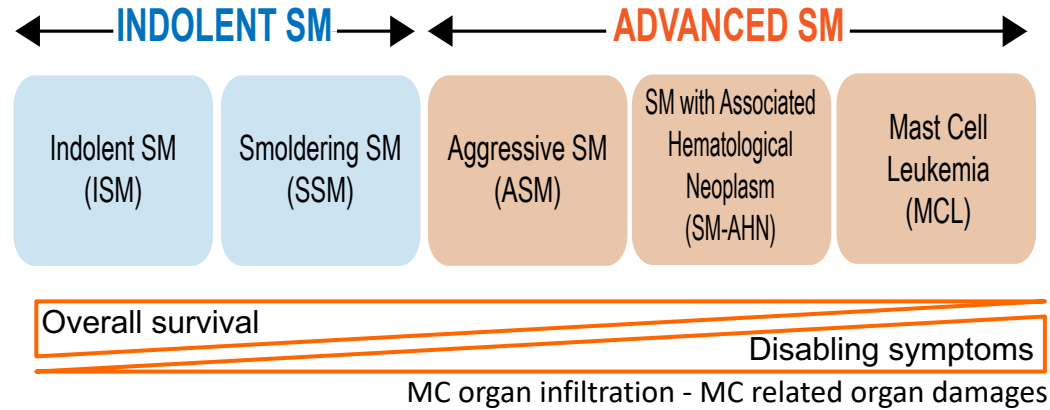 INDOLENT SM
ADVANCED SM
Indolent SM
(ISM)
Smoldering SM
(SSM)
Aggressive SM
(ASM)
SM with Associated
Hematological
Neoplasm
(SM-AHN)
Mast Cell
Leukemia
(MCL)
Overall survival
Disabling symptoms
MC organ infiltration - MC related organ damages